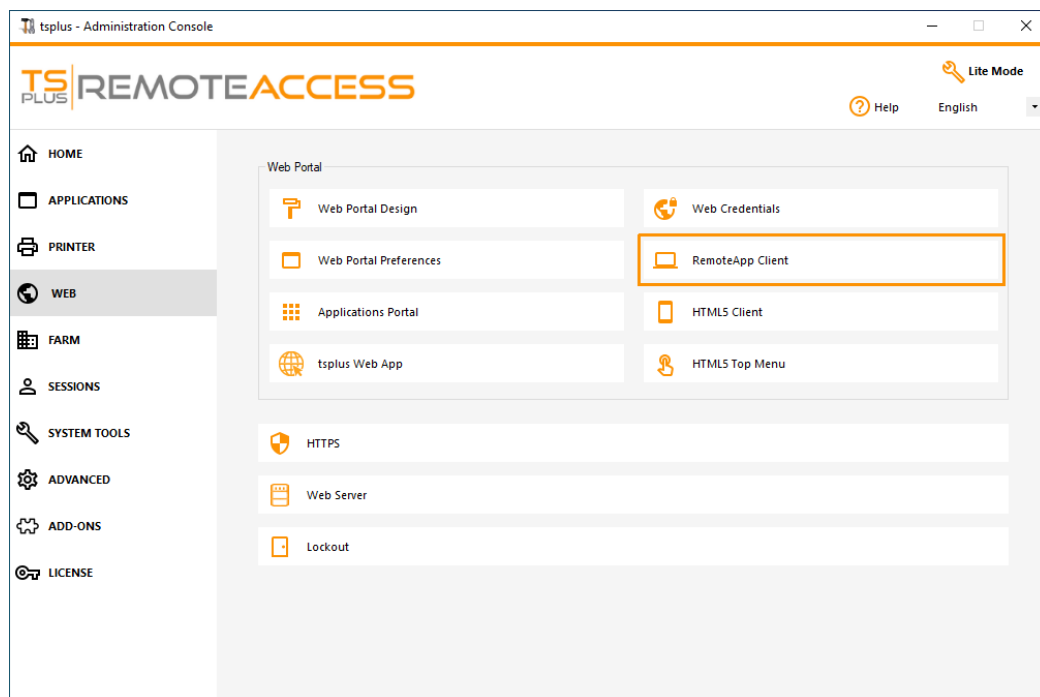 tsplus - Administration Console
TS PLUS REMOTEACCESS
Lite Mode
? Help English
HOME
APPLICATIONS
PRINTER
WEB
FARM
SESSIONS
SYSTEM TOOLS
ADVANCED
ADD-ONS
LICENSE
Web Portal
Web Portal Design
Web Credentials
Web Portal Preferences
RemoteApp Client
Applications Portal
HTML5 Client
tsplus Web App
HTML5 Top Menu
HTTPS
Web Server
Lockout